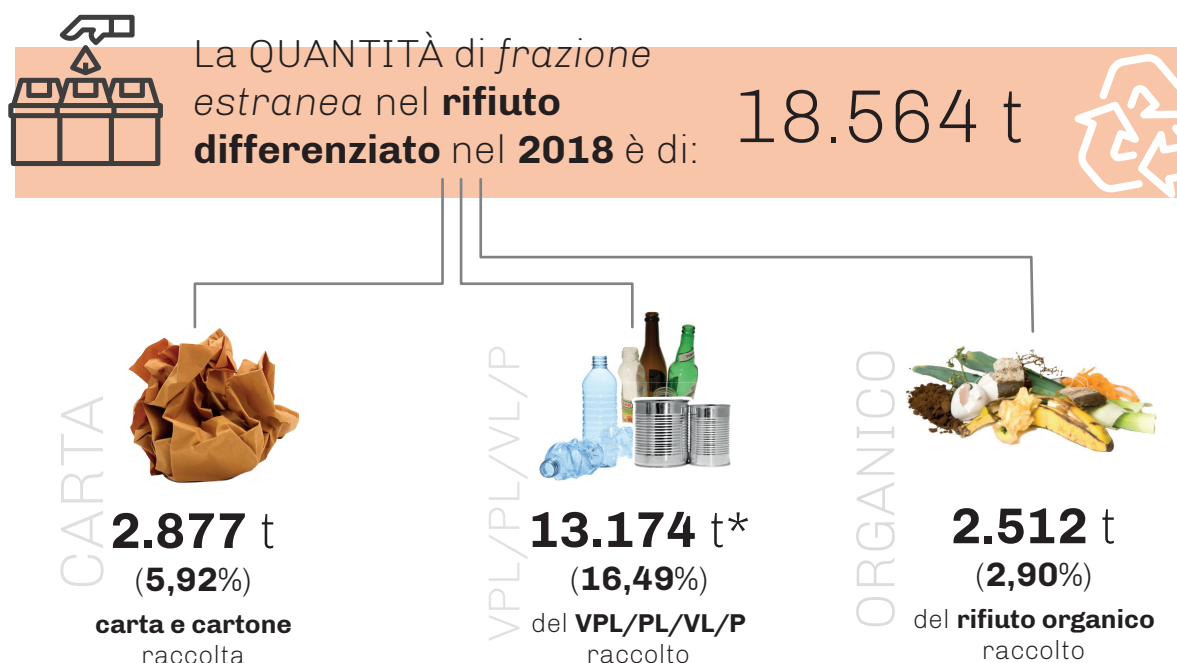 La QUANTITÀ di frazione
estranea nel rifiuto
differenziato nel 2018 è di:
18.564 t
CARTA
2.877 t
(5,92%)
carta e cartone
raccolta
VPL/PL/VL/P
13.174 t*
(16,49%)
del VPL/PL/VL/P
raccolto
ORGANICO
2.512 t
(2,90%)
del rifiuto organico
raccolto